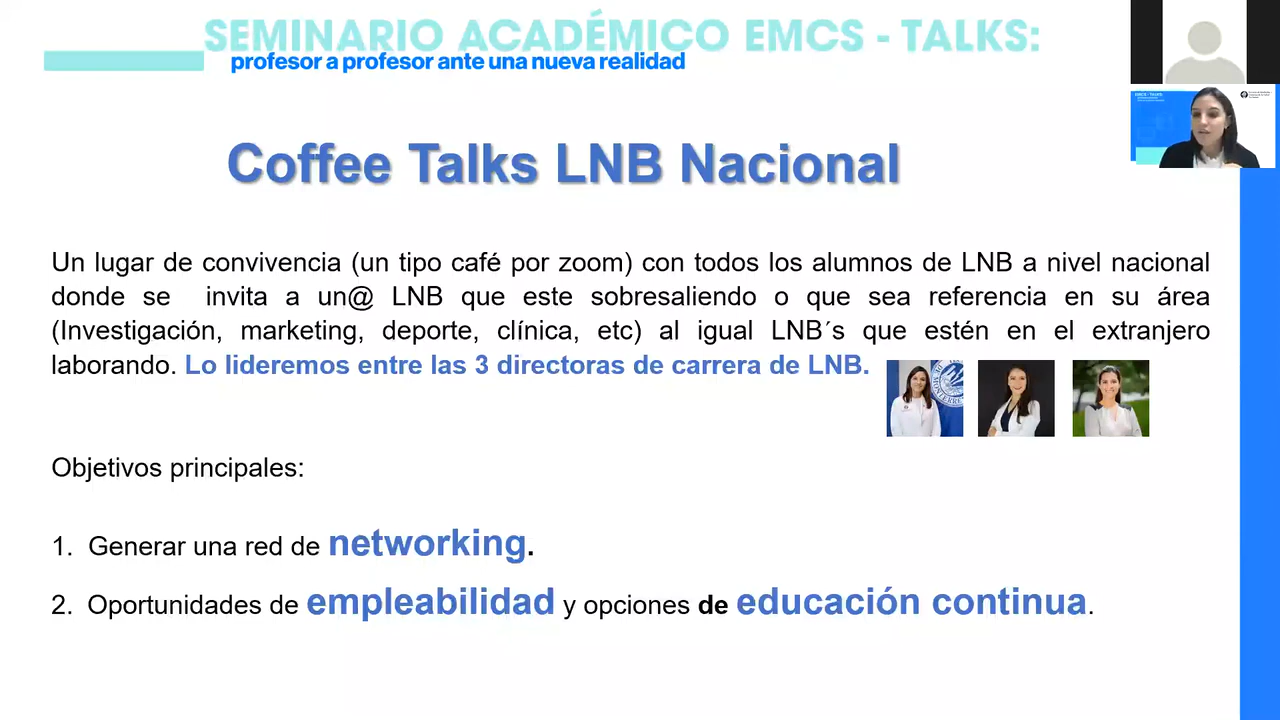 SEMINARIO ACADÉMICO EMCS - TALKS:
profesor a profesor ante una nueva realidad
EMCS - TALKS:
Coffee Talks LNB Nacional
Un lugar de convivencia (un tipo café por zoom) con todos los alumnos de LNB a nivel nacional
donde se invita a un@ LNB que este sobresaliendo o que sea referencia en su área
(Investigación, marketing, deporte, clínica, etc) al igual LNB´s que estén en el extranjero
laborando. Lo lideremos entre las 3 directoras de carrera de LNB.
Objetivos principales:
1. Generar una red de networking.
2. Oportunidades de empleabilidad y opciones de educación continua.